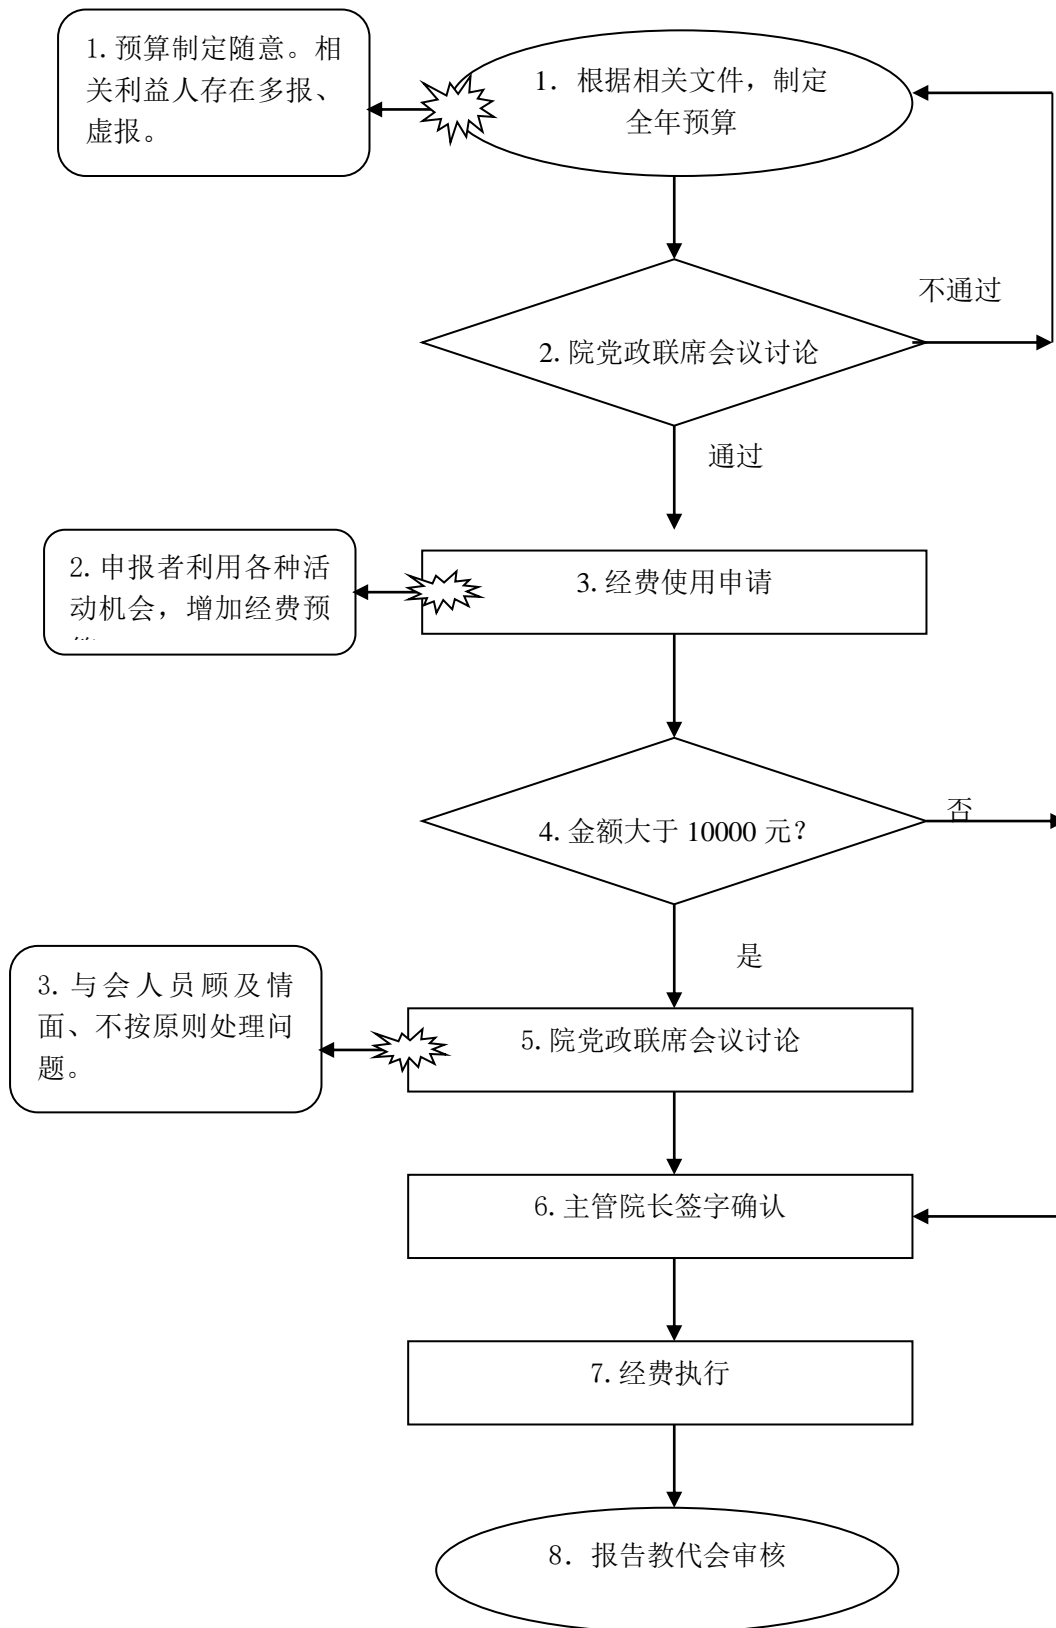 1.预算制定随意。相
关利益人存在多报、
虚报。
1. 根据相关文件，制定
全年预算
不通过
2.院党政联席会议讨论
通过
2.申报者利用各种活
动机会，增加经费预
3.经费使用申请
否
4.金额大于 10000 元？
是
3.与会人员顾及情
面、不按原则处理问
题。
5.院党政联席会议讨论
6.主管院长签字确认
7.经费执行
8. 报告教代会审核